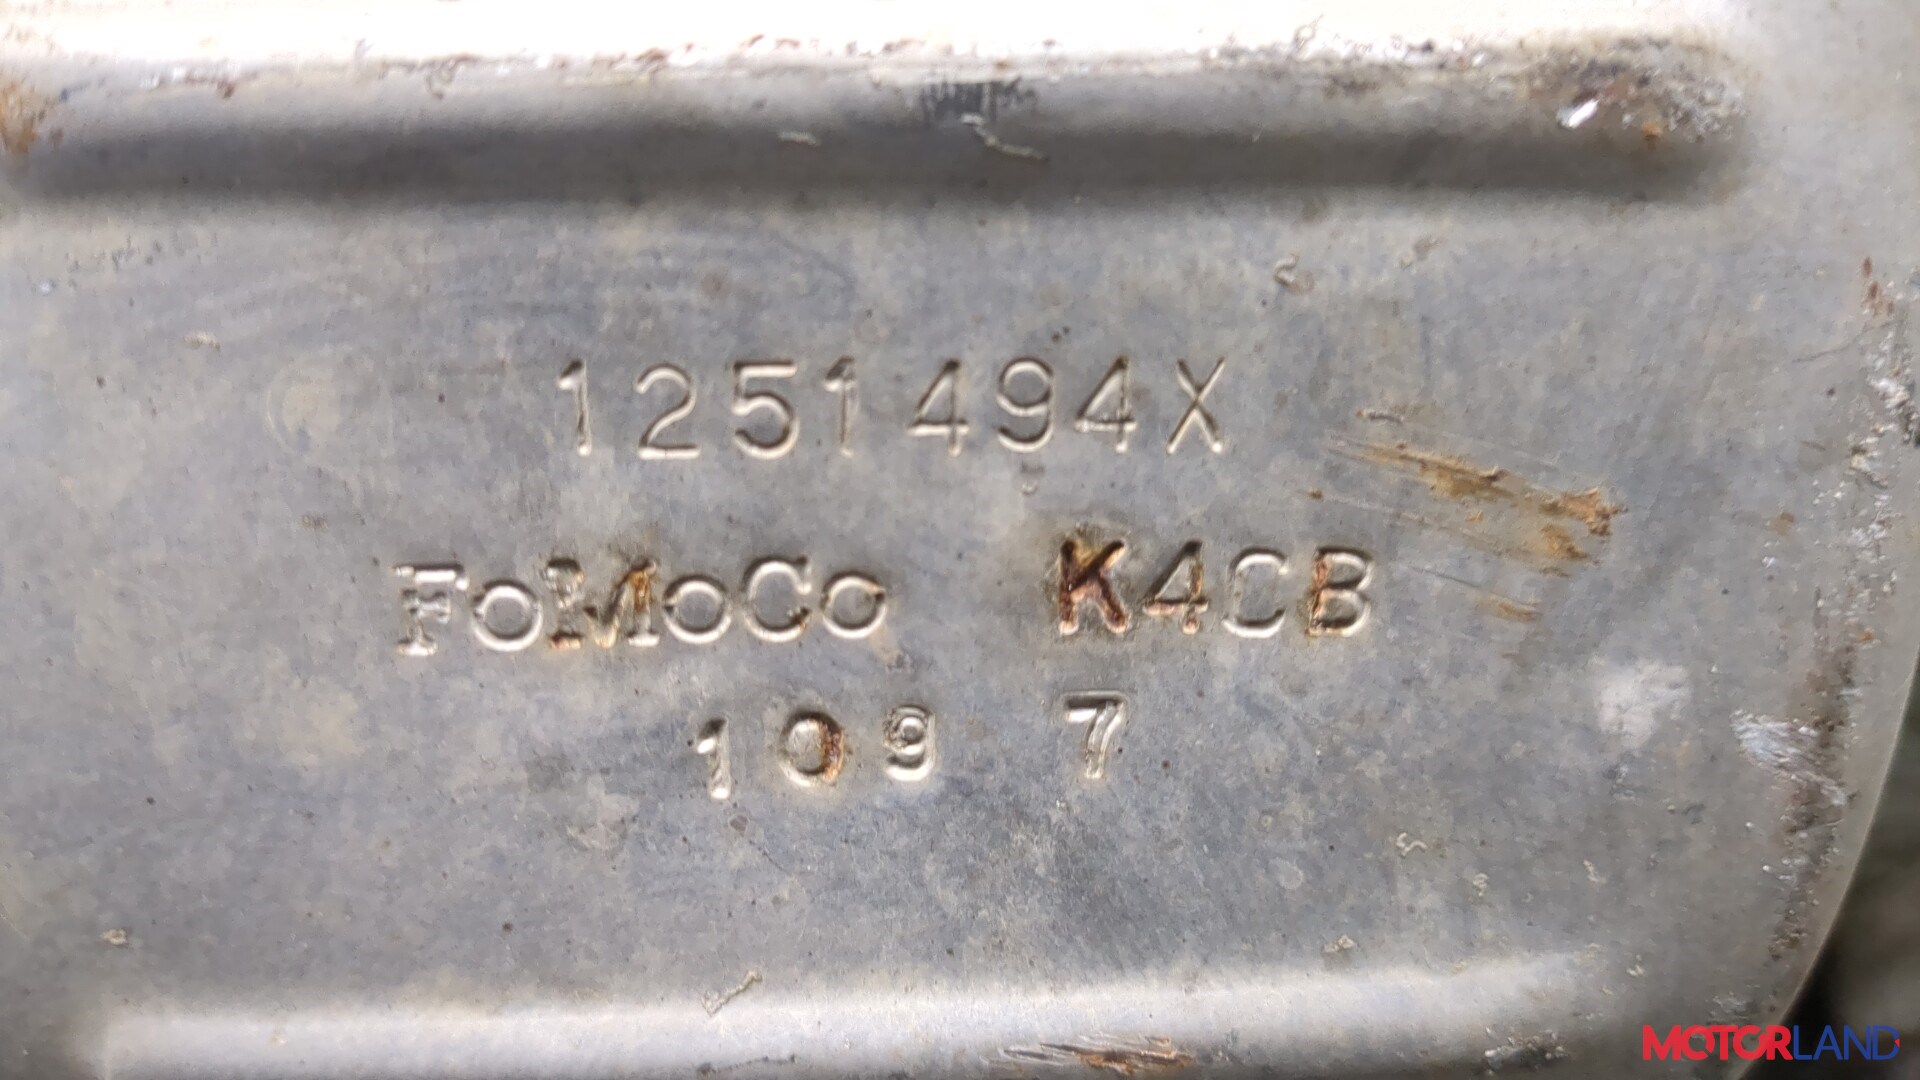 1251494X
FoMoCo K4CB
109 7
MOTORLAND